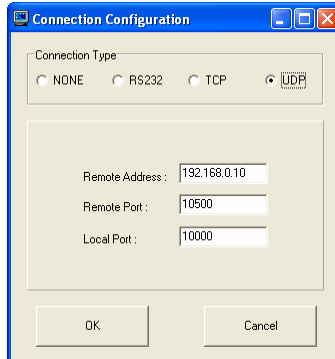 Connection Configuration
Connection Type
NONE RS232 TCP UDP
Remote Address : 192.168.0.10
Remote Port : 10500
Local Port : 10000
OK Cancel